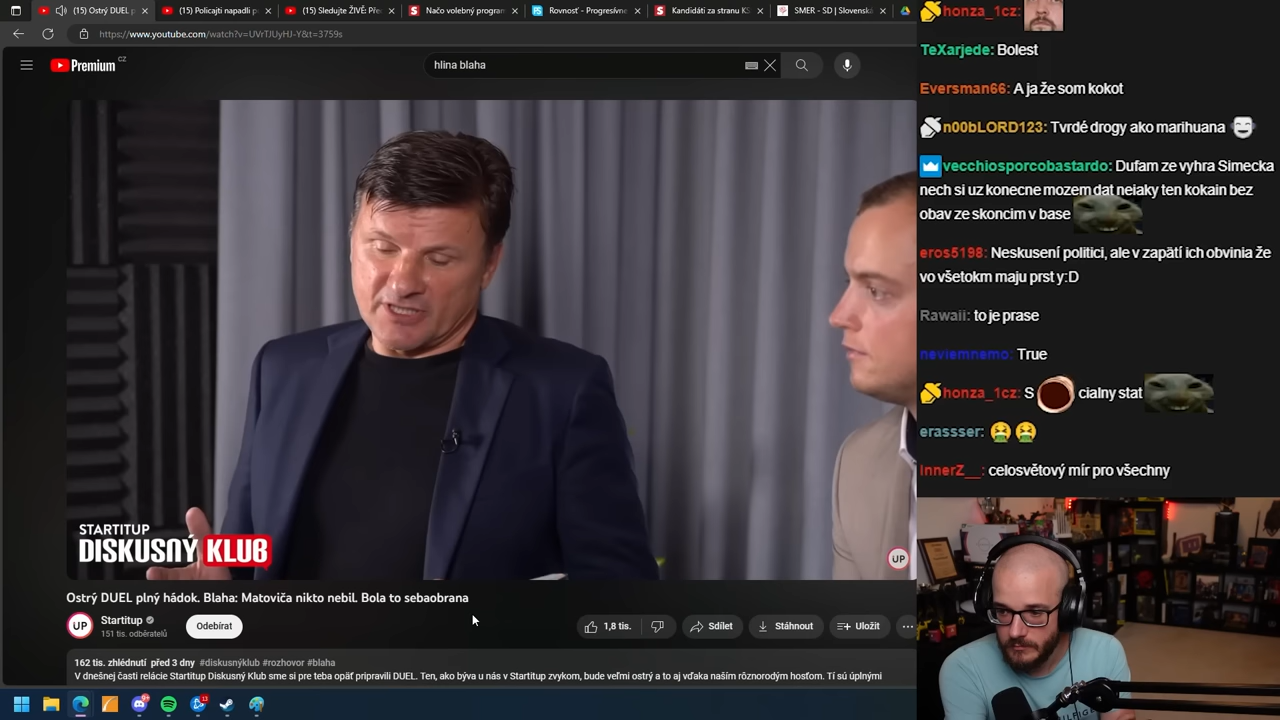 (15) Ostrý DUEL p
(15) Policajti napadli p
(15) Sledujte ŽIVĚ: Pře
Načo volebný program
Rovnosť - Progresívne
Kandidáti za stranu K
SMER - SD | Slovenská
https://www.youtube.com/watch?v=UVrTJUyHJ-Y&t=3759s
Premium CZ
hlina blaha
STARTITUP
DISKUSNÝ KLUB
UP
Ostrý DUEL plný hádok. Blaha: Matoviča nikto nebil. Bola to sebaobrana
UP
Startitup
151 tis. odběratelů
Odebírat
1,8 tis.
Sdílet
Stáhnout
Uložit
162 tis. zhlédnutí před 3 dny #diskusnýklub #rozhovor #blaha
V dnešnej časti relácie Startitup Diskusný Klub sme si pre teba opäť pripravili DUEL. Ten, ako býva u nás v Startitup zvykom, bude veľmi ostrý a to aj vďaka našim rôznorodým hosťom. Tí sú úplnými
honza_1cz:
TeXarjede: Bolest
Eversman66: A ja že som kokot
n00bLORD123: Tvrdé drogy ako marihuana
vecchiosporcobastardo: Dufam ze vyhra Simecka
nech si uz konecne mozem dat neiaky ten kokain bez
obav ze skoncim v base
eros5198: Neskusení politici, ale v zapätí ich obvinia že
vo všetokm maju prst y:D
Rawaii: to je prase
neviemnemo: True
honza_1cz: S cialny stat
erassser:
InnerZ__: celosvětový mír pro všechny